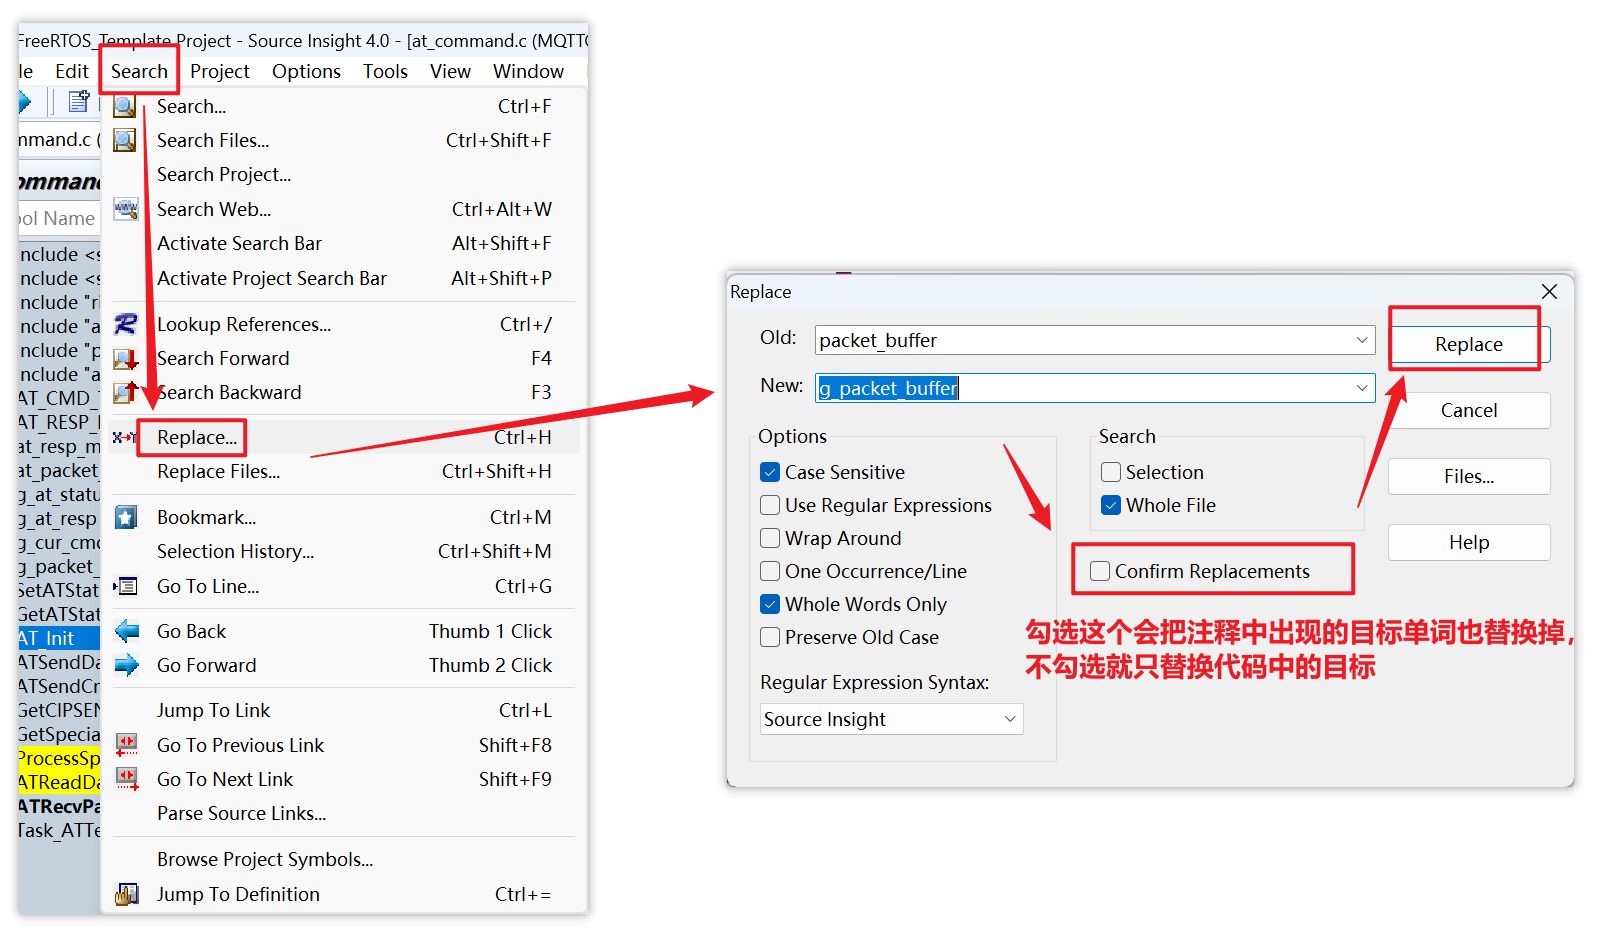 FreeRTOS_Template Project - Source Insight 4.0 - [at_command.c (MQTTC
le Edit Search Project Options Tools View Window
mmand.c (
ommand
ool Name
nclude <s
nclude <s
nclude "ri
nclude "a
nclude "p
nclude "a
AT_CMD_
AT_RESP_
at_resp_m
at_packet_
g_at_statu
g_at_resp
g_cur_cmd
g_packet_
SetATStat
GetATStat
AT_Init
ATSendDa
ATSendCr
GetCIPSEN
GetSpecia
ProcessSp
ATReadDa
ATRecvPa
Task_ATTe
Search... Ctrl+F
Search Files... Ctrl+Shift+F
Search Project...
Search Web... Ctrl+Alt+W
Activate Search Bar Alt+Shift+F
Activate Project Search Bar Alt+Shift+P
Lookup References... Ctrl+/
Search Forward F4
Search Backward F3
Replace... Ctrl+H
Replace Files... Ctrl+Shift+H
Bookmark... Ctrl+M
Selection History... Ctrl+Shift+M
Go To Line... Ctrl+G
Go Back Thumb 1 Click
Go Forward Thumb 2 Click
Jump To Link Ctrl+L
Go To Previous Link Shift+F8
Go To Next Link Shift+F9
Parse Source Links...
Browse Project Symbols...
Jump To Definition Ctrl+=
Replace
Old: packet_buffer
New: g_packet_buffer
Replace
Cancel
Files...
Help
Options
Case Sensitive
Use Regular Expressions
Wrap Around
One Occurrence/Line
Whole Words Only
Preserve Old Case
Regular Expression Syntax:
Source Insight
Search
Selection
Whole File
Confirm Replacements
勾选这个会把注释中出现的目标单词也替换掉，
不勾选就只替换代码中的目标